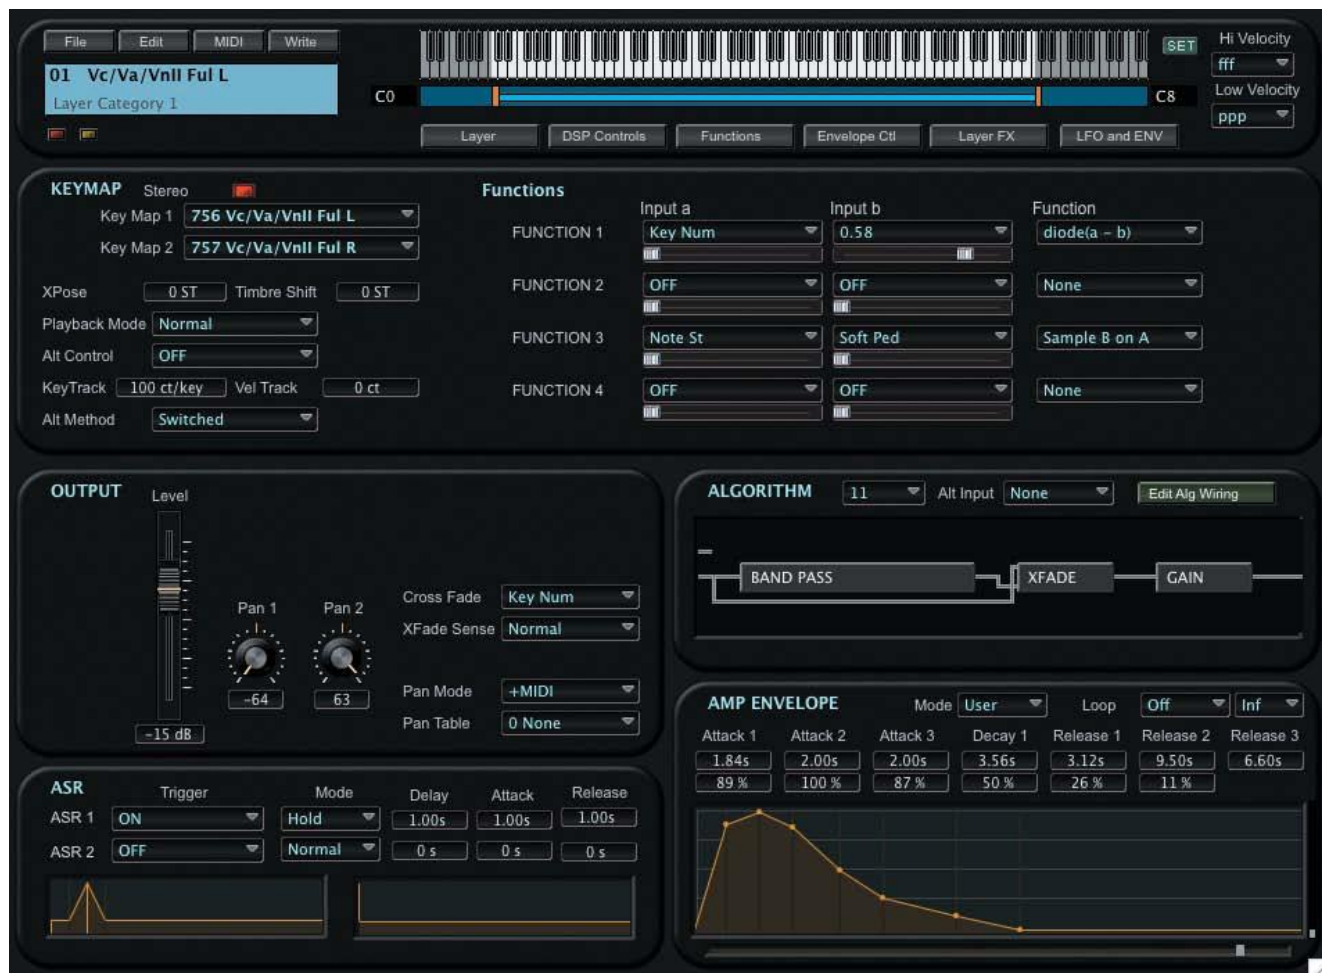 File Edit MIDI Write
01 Vc/Va/VnII Ful L
Layer Category 1
C0 C8
SET
Hi Velocity
fff
Low Velocity
ppp
Layer DSP Controls Functions Envelope Ctl Layer FX LFO and ENV
KEYMAP Stereo
Key Map 1 756 Vc/Va/VnII Ful L
Key Map 2 757 Vc/Va/VnII Ful R
XPose 0 ST Timbre Shift 0 ST
Playback Mode Normal
Alt Control OFF
KeyTrack 100 ct/key Vel Track 0 ct
Alt Method Switched
Functions
Input a Input b Function
FUNCTION 1 Key Num 0.58 diode(a - b)
FUNCTION 2 OFF OFF None
FUNCTION 3 Note St Soft Ped Sample B on A
FUNCTION 4 OFF OFF None
OUTPUT Level
-15 dB
Pan 1 Pan 2
-64 63
Cross Fade Key Num
XFade Sense Normal
Pan Mode +MIDI
Pan Table 0 None
ALGORITHM 11 Alt Input None Edit Alg Wiring
BAND PASS XFADE GAIN
ASR Trigger Mode Delay Attack Release
ASR 1 ON Hold 1.00s 1.00s 1.00s
ASR 2 OFF Normal 0 s 0 s 0 s
AMP ENVELOPE Mode User Loop Off Inf
Attack 1 Attack 2 Attack 3 Decay 1 Release 1 Release 2 Release 3
1.84s 2.00s 2.00s 3.56s 3.12s 9.50s 6.60s
89 % 100 % 87 % 50 % 26 % 11 %